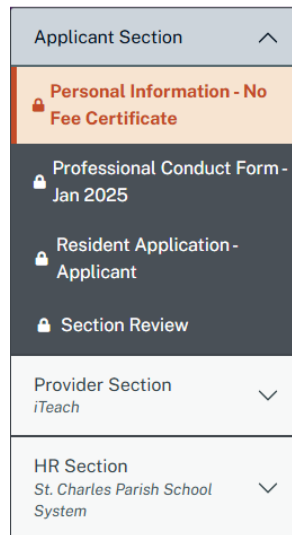 Applicant Section
Personal Information - No
Fee Certificate
Professional Conduct Form -
Jan 2025
Resident Application -
Applicant
Section Review
Provider Section
iTeach
HR Section
St. Charles Parish School
System